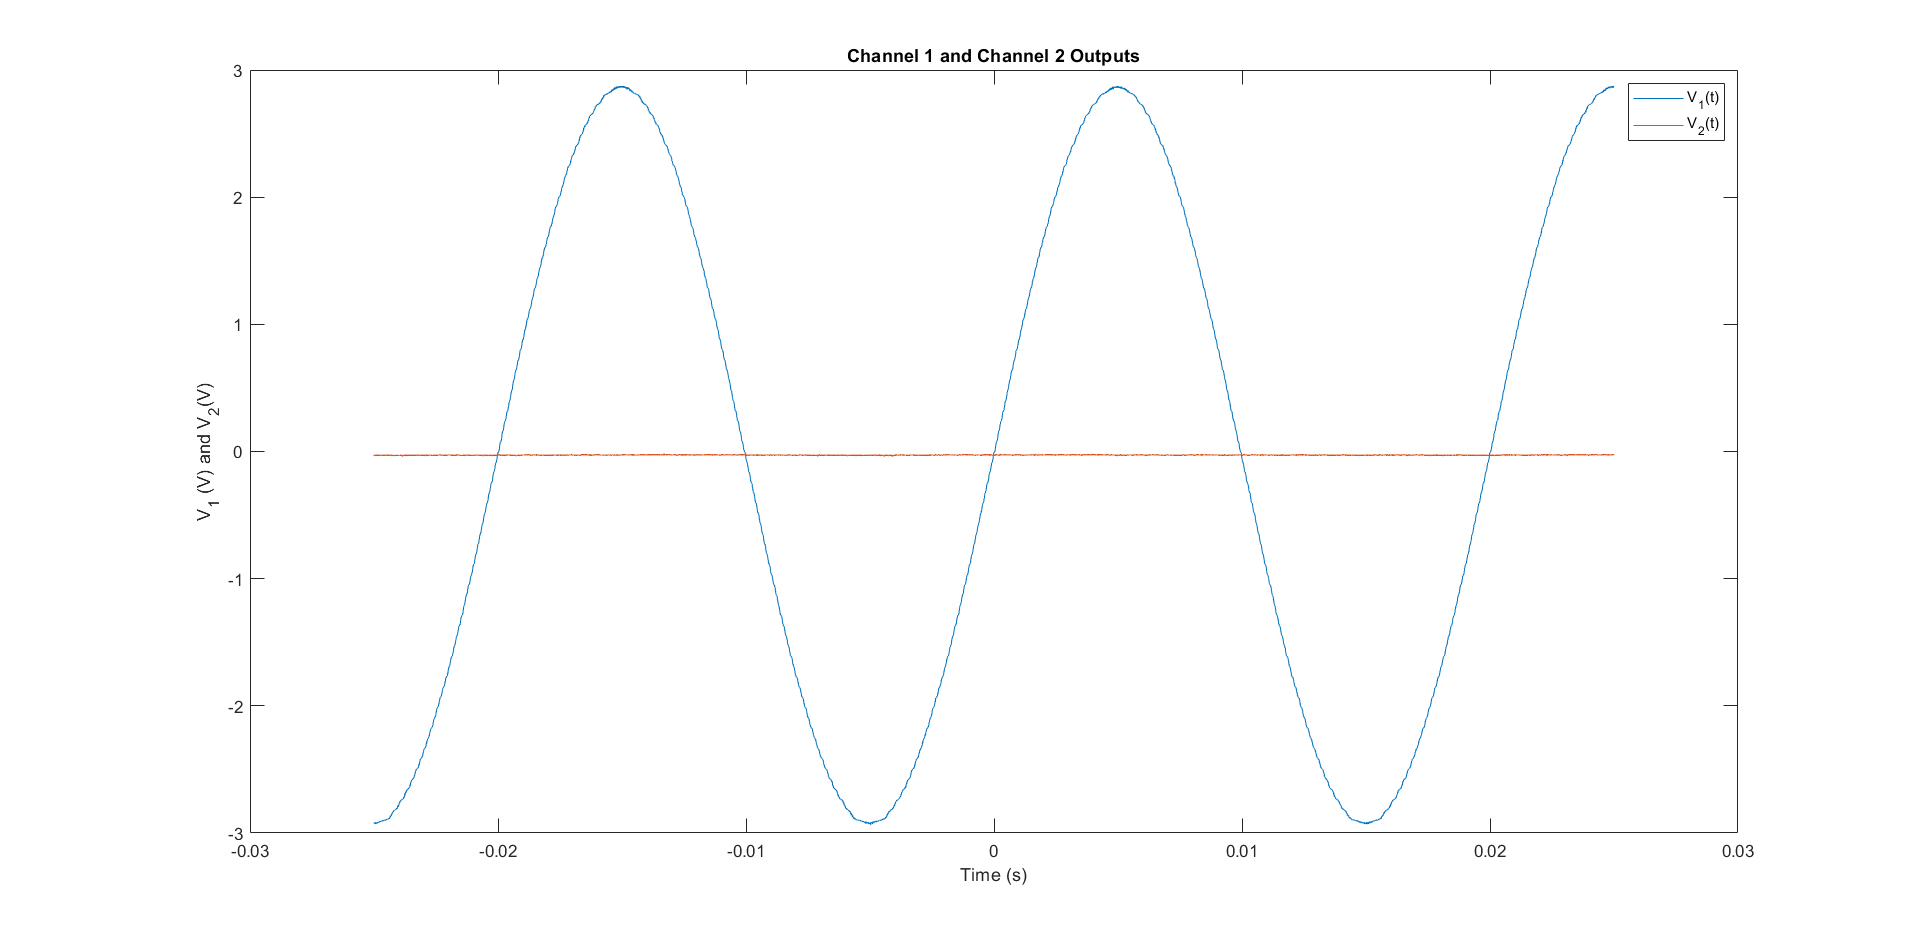 Channel 1 and Channel 2 Outputs
V1(t)
V2(t)
3
2
1
0
-1
-2
-3
V1 (V) and V2(V)
-0.03 -0.02 -0.01 0 0.01 0.02 0.03
Time (s)